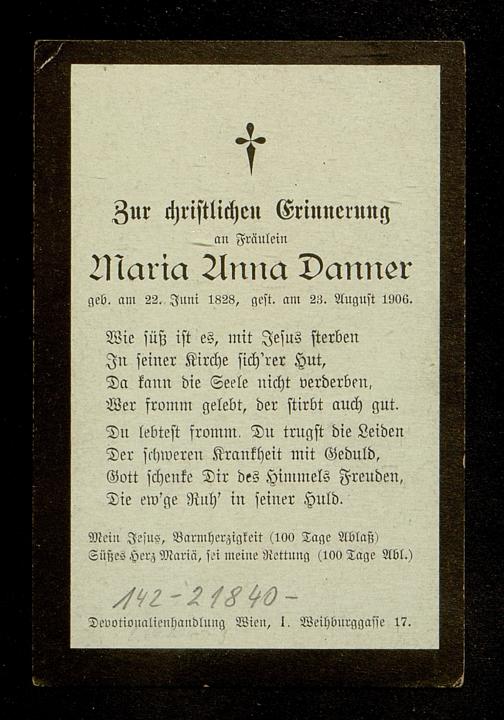 Zur christlichen Erinnerung
an Fräulein
Maria Anna Danner
geb. am 22. Juni 1828, gest. am 23. August 1906.
Wie süß ist es, mit Jesus sterben
In seiner Kirche sich'rer Hut,
Da kann die Seele nicht verderben,
Wer fromm gelebt, der stirbt auch gut.
Du lebtest fromm. Du trugst die Leiden
Der schweren Krankheit mit Geduld,
Gott schenke Dir des Himmels Freuden,
Die ew'ge Ruh' in seiner Huld.
Mein Jesus, Barmherzigkeit (100 Tage Ablaß)
Süßes Herz Mariä, sei meine Rettung (100 Tage Abl.)
142-21840-
Devotionalienhandlung Wien, I. Weihburggasse 17.